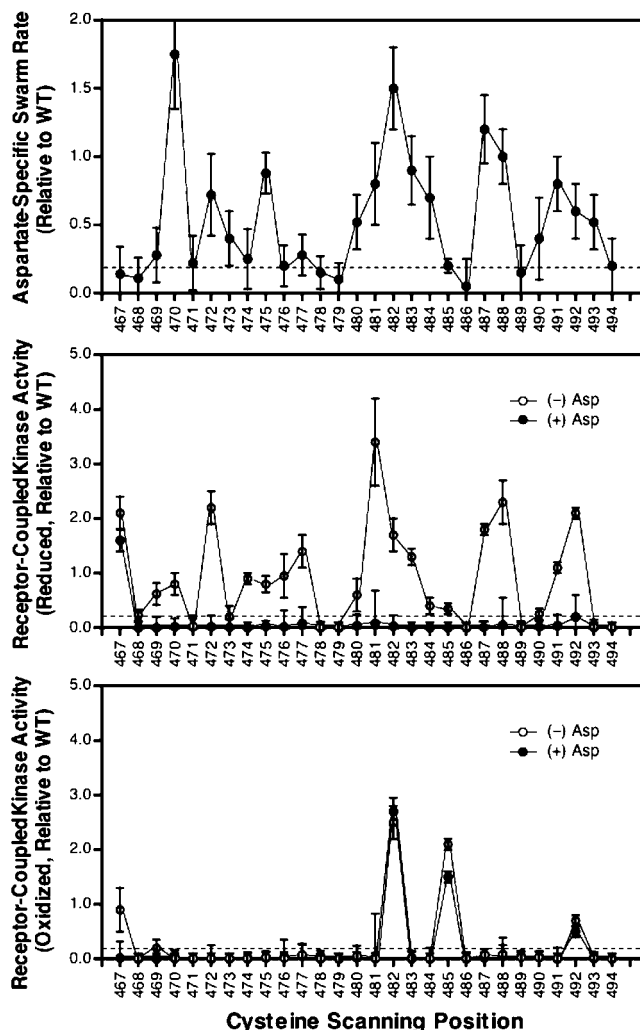 Aspartate-Specific Swarm Rate
(Relative to WT)
2.0
1.5
1.0
0.5
0.0
467 468 469 470 471 472 473 474 475 476 477 478 479 480 481 482 483 484 485 486 487 488 489 490 491 492 493 494
Receptor-Coupled Kinase Actvity
(Reduced, Relative to WT)
5.0
4.0
3.0
2.0
1.0
0.0
(-) Asp
(+) Asp
467 468 469 470 471 472 473 474 475 476 477 478 479 480 481 482 483 484 485 486 487 488 489 490 491 492 493 494
Receptor-Coupled Kinase Activity
(Oxidized, Relative to WT)
5.0
4.0
3.0
2.0
1.0
0.0
(-) Asp
(+) Asp
467 468 469 470 471 472 473 474 475 476 477 478 479 480 481 482 483 484 485 486 487 488 489 490 491 492 493 494
Cysteine Scanning Position